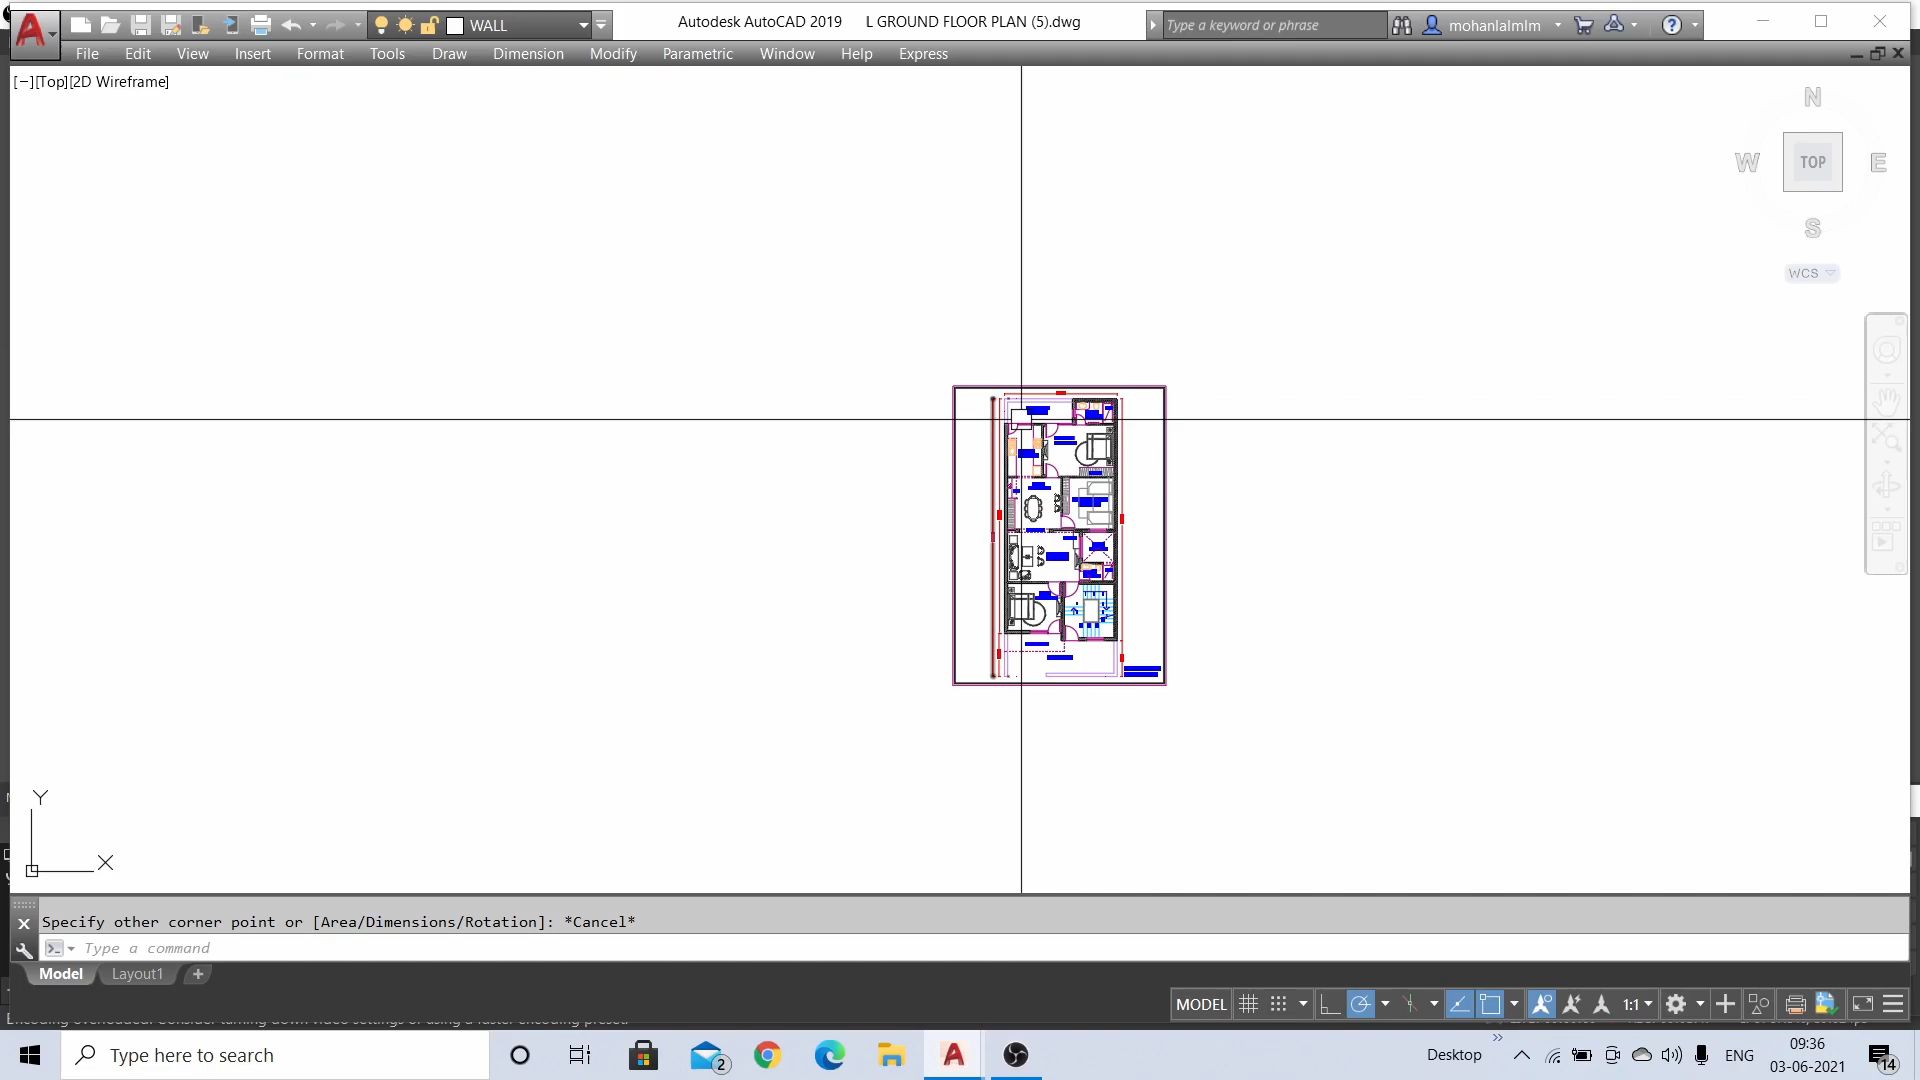 WALL
Autodesk AutoCAD 2019 L GROUND FLOOR PLAN (5).dwg
Type a keyword or phrase
mohanlalmlm
File Edit View Insert Format Tools Draw Dimension Modify Parametric Window Help Express
[−][Top][2D Wireframe]
N
W TOP E
S
WCS
Y
X
Specify other corner point or [Area/Dimensions/Rotation]: *Cancel*
Type a command
Model Layout1 +
MODEL 1:1
Type here to search
2
Desktop
ENG
09:36
03-06-2021
14